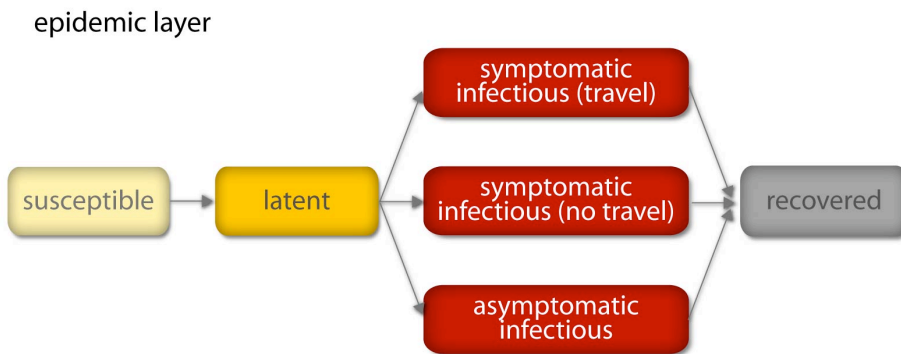 epidemic layer
symptomatic
infectious (travel)
susceptible
latent
symptomatic
infectious (no travel)
recovered
asymptomatic
infectious